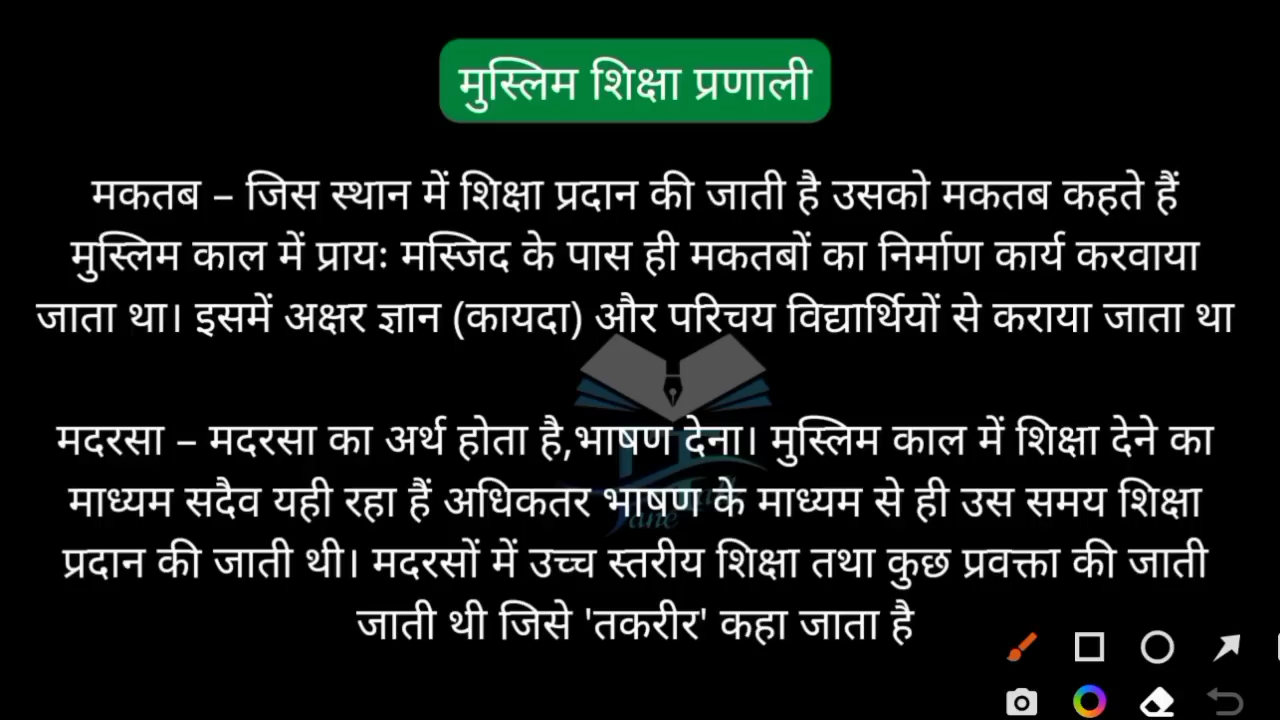 मुस्लिम शिक्षा प्रणाली
मकतब – जिस स्थान में शिक्षा प्रदान की जाती है उसको मकतब कहते हैं
मुस्लिम काल में प्रायः मस्जिद के पास ही मकतबों का निर्माण कार्य करवाया
जाता था। इसमें अक्षर ज्ञान (कायदा) और परिचय विद्यार्थियों से कराया जाता था
मदरसा – मदरसा का अर्थ होता है,भाषण देना। मुस्लिम काल में शिक्षा देने का
माध्यम सदैव यही रहा हैं अधिकतर भाषण के माध्यम से ही उस समय शिक्षा
प्रदान की जाती थी। मदरसों में उच्च स्तरीय शिक्षा तथा कुछ प्रवक्ता की जाती
जाती थी जिसे 'तकरीर' कहा जाता है